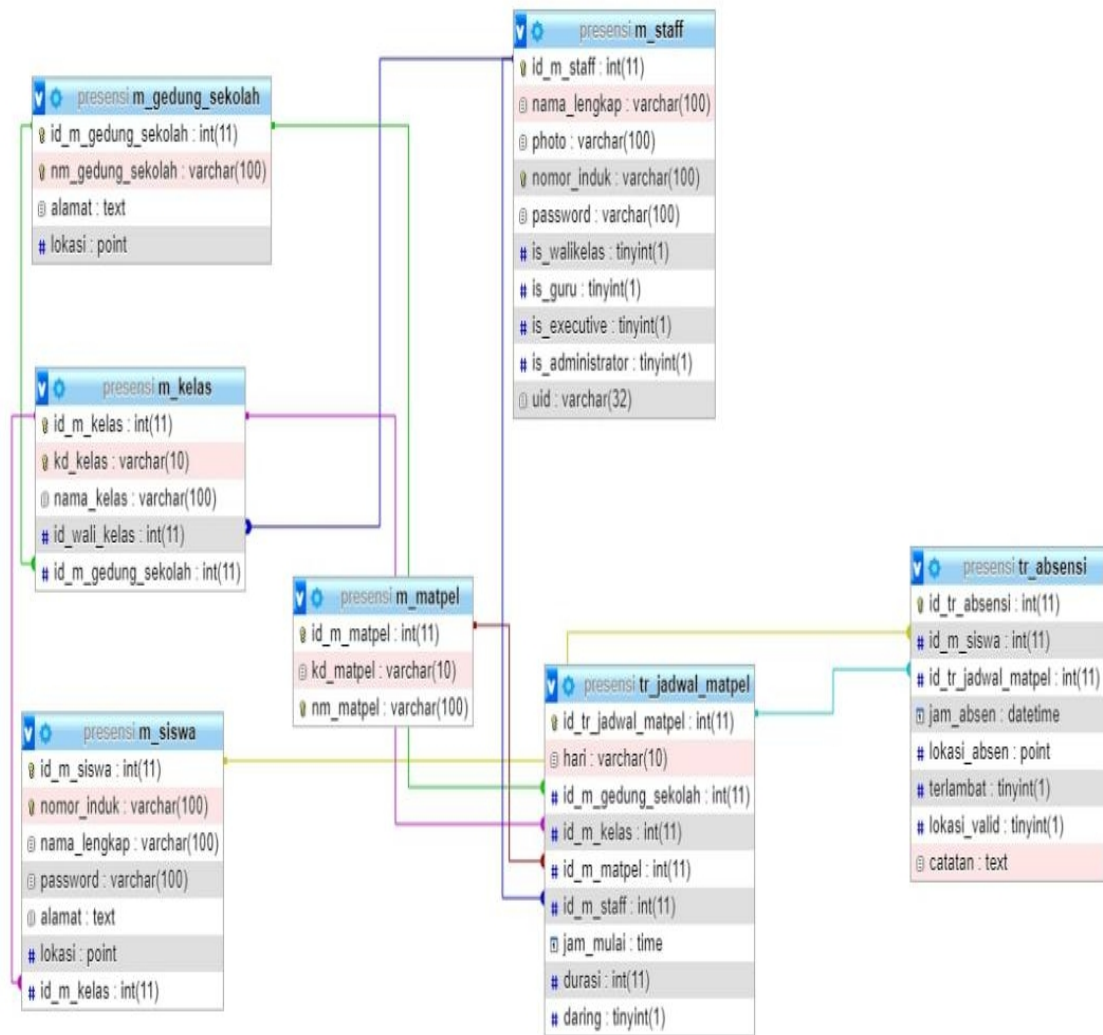 presensi m_staff
id_m_staff : int(11)
nama_lengkap : varchar(100)
photo : varchar(100)
nomor_induk : varchar(100)
password : varchar(100)
is_walikelas : tinyint(1)
is_guru : tinyint(1)
is_executive : tinyint(1)
is_administrator : tinyint(1)
uid : varchar(32)
presensi m_gedung_sekolah
id_m_gedung_sekolah : int(11)
nm_gedung_sekolah : varchar(100)
alamat : text
lokasi : point
presensi m_kelas
id_m_kelas : int(11)
kd_kelas : varchar(10)
nama_kelas : varchar(100)
id_wali_kelas : int(11)
id_m_gedung_sekolah : int(11)
presensi m_matpel
id_m_matpel : int(11)
kd_matpel : varchar(10)
nm_matpel : varchar(100)
presensi m_siswa
id_m_siswa : int(11)
nomor_induk : varchar(100)
nama_lengkap : varchar(100)
password : varchar(100)
alamat : text
lokasi : point
id_m_kelas : int(11)
presensi tr_jadwal_matpel
id_tr_jadwal_matpel : int(11)
hari : varchar(10)
id_m_gedung_sekolah : int(11)
id_m_kelas : int(11)
id_m_matpel : int(11)
id_m_staff : int(11)
jam_mulai : time
durasi : int(11)
daring : tinyint(1)
presensi tr_absensi
id_tr_absensi : int(11)
id_m_siswa : int(11)
id_tr_jadwal_matpel : int(11)
jam_absen : datetime
lokasi_absen : point
terlambat : tinyint(1)
lokasi_valid : tinyint(1)
catatan : text